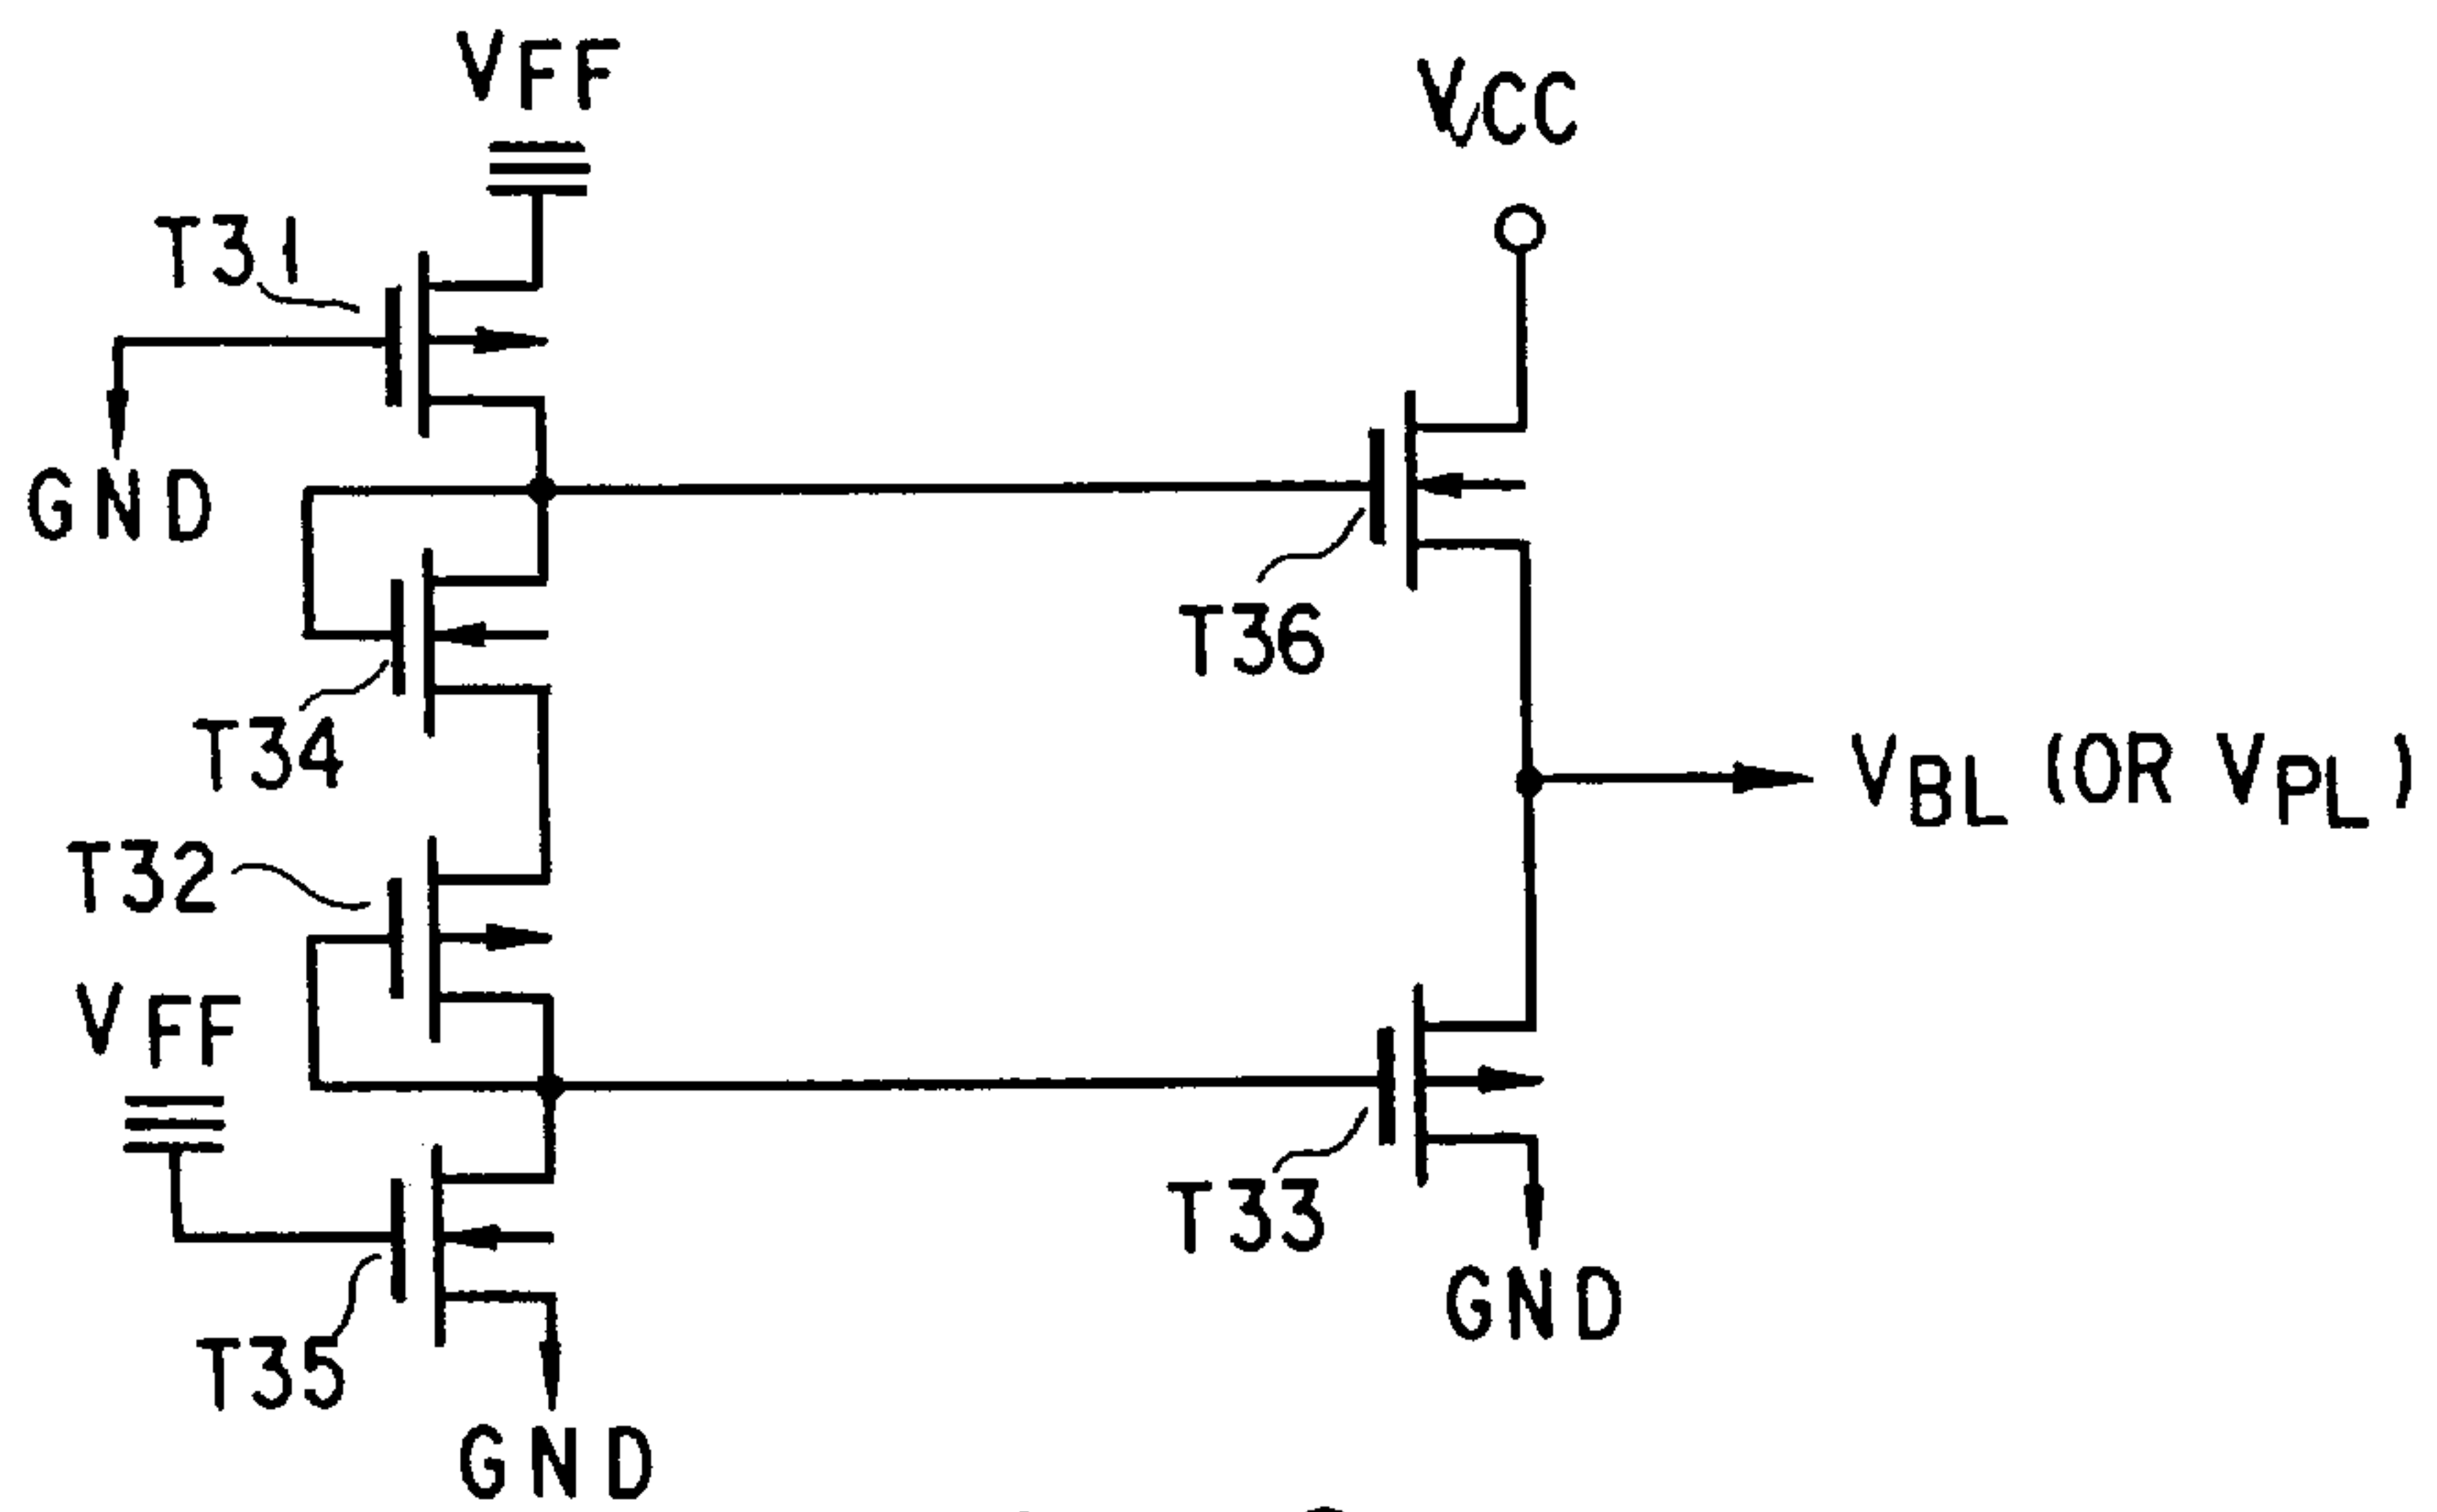 VFF
VCC
T31
GND
T36
T34
VBL (OR VPL)
T32
VFF
T33
GND
T35
GND